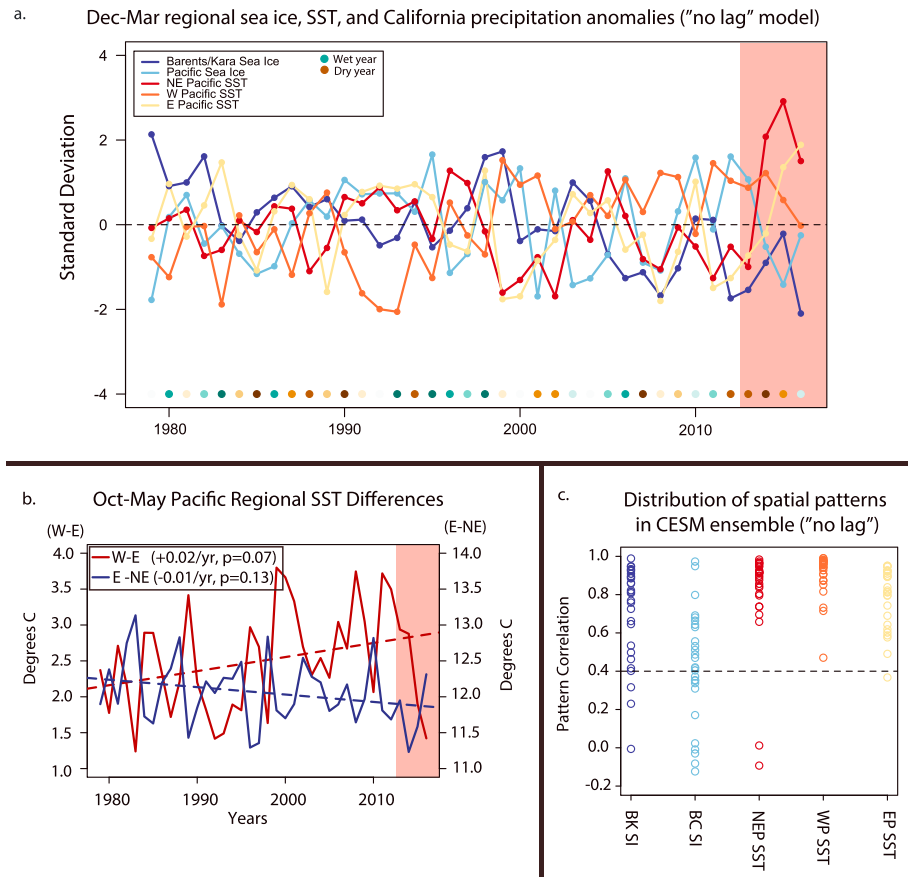 a.
Dec-Mar regional sea ice, SST, and California precipitation anomalies ("no lag" model)
Barents/Kara Sea Ice
Pacific Sea Ice
NE Pacific SST
W Pacific SST
E Pacific SST
Wet year
Dry year
Standard Deviation
4
2
0
-2
-4
1980
1990
2000
2010
b.
Oct-May Pacific Regional SST Differences
(W-E)
(E-NE)
W-E (+0.02/yr, p=0.07)
E -NE (-0.01/yr, p=0.13)
Degrees C
4.0
3.5
3.0
2.5
2.0
1.5
1.0
14.0
13.5
13.0
12.5
12.0
11.5
11.0
Degrees C
1980
1990
2000
2010
Years
c.
Distribution of spatial patterns
in CESM ensemble ("no lag")
Pattern Correlation
1.0
0.8
0.6
0.4
0.2
0.0
-0.2
BK SI
BC SI
NEP SST
WP SST
EP SST